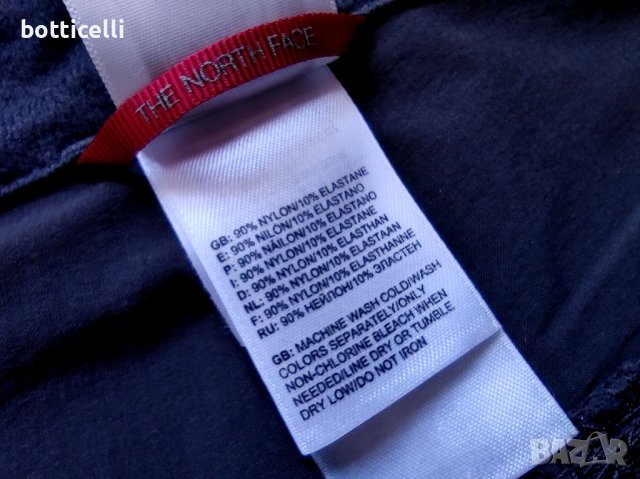 botticelli
THE NORTH FACE
GB: 90% NYLON/10% ELASTANE
E: 90% NILÓN/10% ELASTANO
P: 90% NÁILON/10% ELASTANO
I: 90% NYLON/10% ELASTANE
D: 90% NYLON/10% ELASTHAN
NL: 90% NYLON/10% ELASTAAN
F: 90% NYLON/10% ELASTHANNE
RU: 90% НЕЙЛОН/10% ЭЛАСТЕН
GB: MACHINE WASH COLD/WASH
COLORS SEPARATELY/ONLY
NON-CHLORINE BLEACH WHEN
NEEDED/LINE DRY OR TUMBLE
DRY LOW/DO NOT IRON
BAZAR